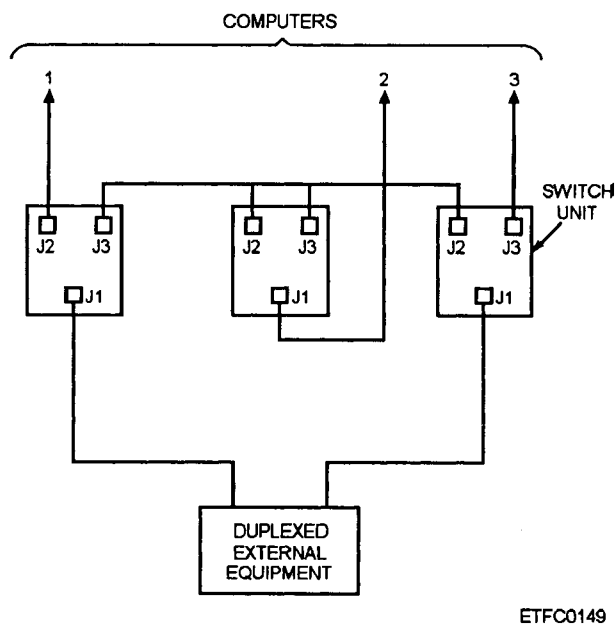 COMPUTERS
1 2 3
SWITCH
UNIT
J2 J3 J2 J3 J2 J3
J1 J1 J1
DUPLEXED
EXTERNAL
EQUIPMENT
ETFC0149